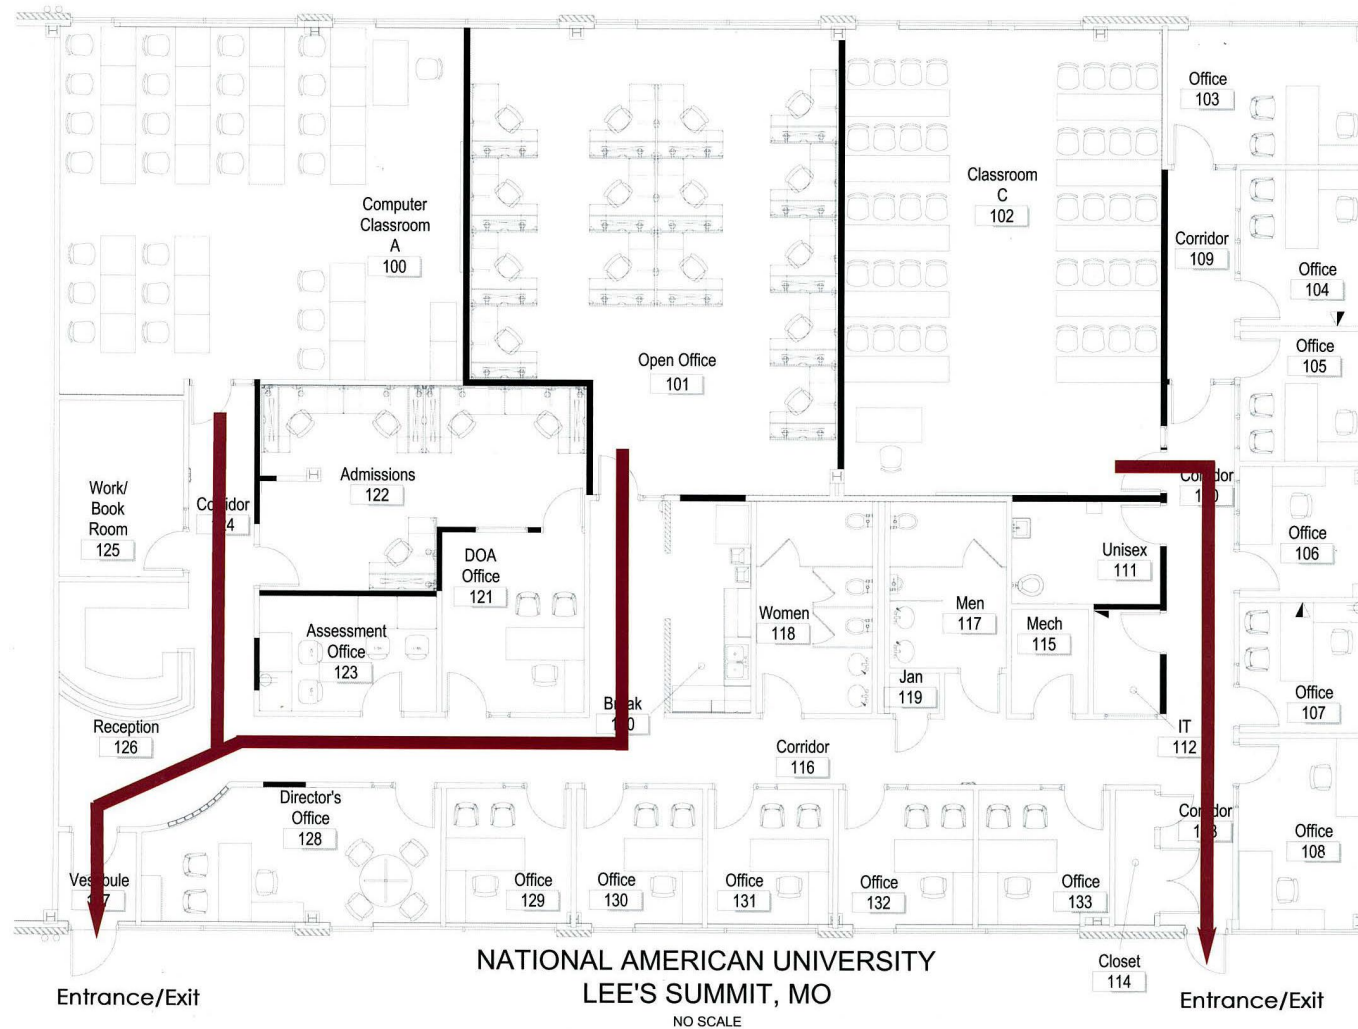 Office
103
Computer
Classroom
A
100
Classroom
C
102
Corridor
109
Office
104
Open Office
101
Office
105
Admissions
122
Work/
Book
Room
125
Office
106
DOA
Office
121
Unisex
111
Women
118
Men
117
Mech
115
Assessment
Office
123
Jan
119
Office
107
Reception
126
Corridor
116
IT
112
Director's
Office
128
Office
108
Office
129
Office
130
Office
131
Office
132
Office
133
Closet
114
Entrance/Exit
NATIONAL AMERICAN UNIVERSITY
LEE'S SUMMIT, MO
NO SCALE
Entrance/Exit